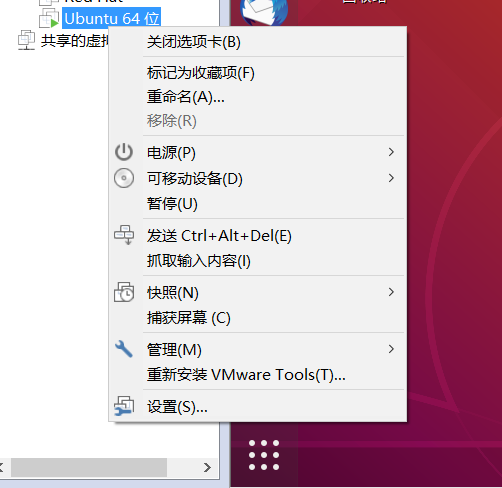 Ubuntu 64 位
共享的虚拟
关闭选项卡(B)
标记为收藏项(F)
重命名(A)...
移除(R)
电源(P)
可移动设备(D)
暂停(U)
发送 Ctrl+Alt+Del(E)
抓取输入内容(I)
快照(N)
捕获屏幕 (C)
管理(M)
重新安装 VMware Tools(T)...
设置(S)...